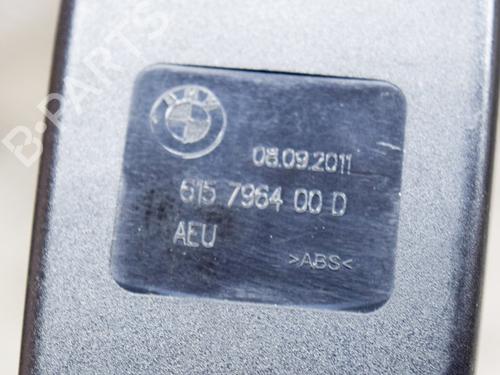 B-PARTS
BMW
08.09.2011
615 7964 00 D
AEU
>ABS<